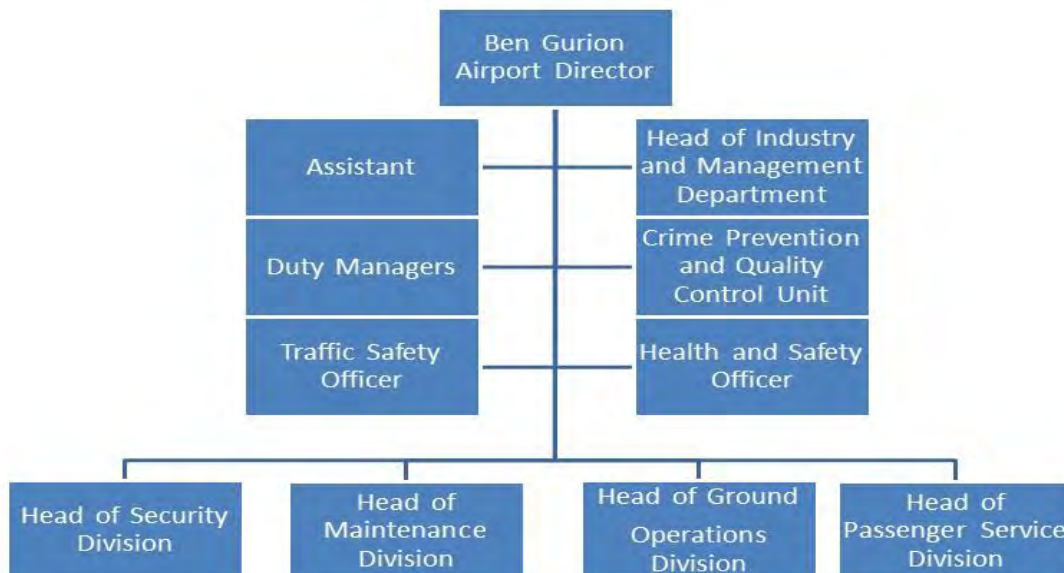 Ben Gurion
Airport Director
Assistant
Head of Industry
and Management
Department
Duty Managers
Crime Prevention
and Quality
Control Unit
Traffic Safety
Officer
Health and Safety
Officer
Head of Security
Division
Head of
Maintenance
Division
Head of Ground
Operations
Division
Head of
Passenger Service
Division